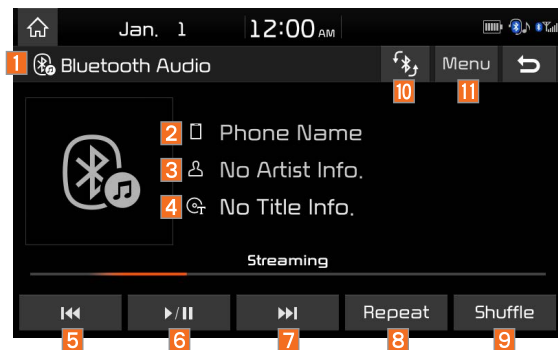 Jan. 1 12:00 AM
1 Bluetooth Audio Menu
10 11
2 Phone Name
3 No Artist Info.
4 No Title Info.
Streaming
Repeat Shuffle
5 6 7 8 9